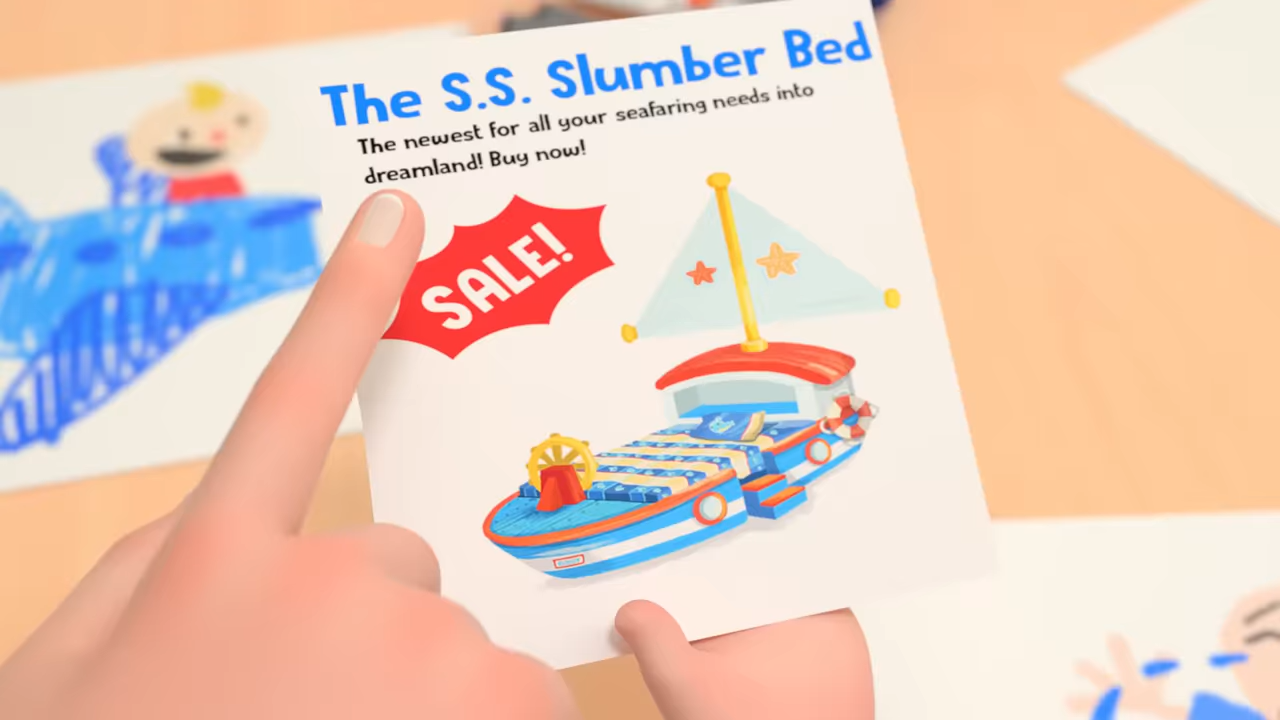 The S.S. Slumber Bed
The newest for all your seafaring needs into
dreamland! Buy now!
SALE!